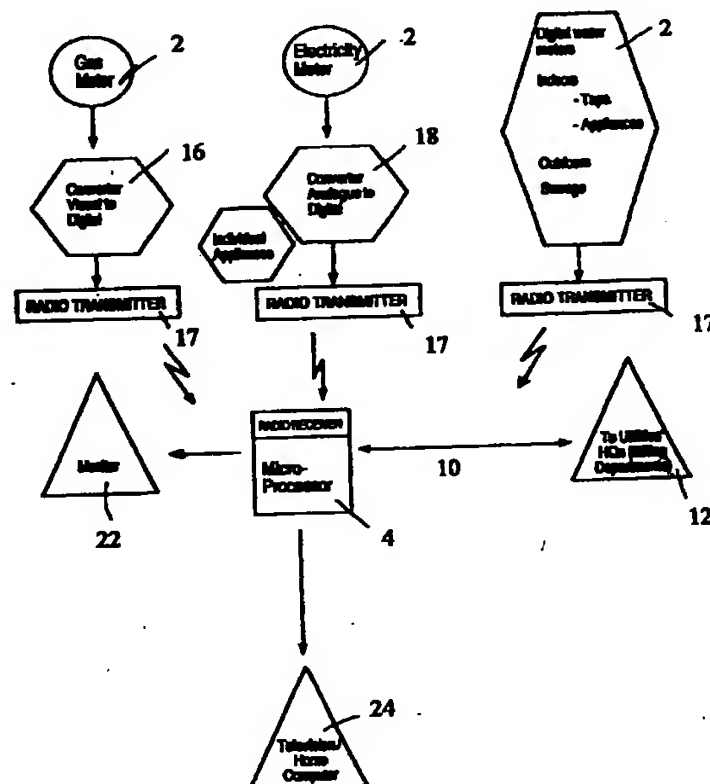 Gas
Meter
2
Electricity
Meter
2
Digital water
meters
Indoors
- Taps
- Appliances
Outdoors
Sewage
2
16
Converter
Visual to
Digital
18
Converter
Analogue to
Digital
Individual
Appliances
RADIO TRANSMITTER
17
RADIO TRANSMITTER
17
RADIO TRANSMITTER
17
22
RADIO RECEIVER
Micro-
Processor
4
10
To Utilities'
HQs (Billing
Departments)
12
24
Television/
Home
Computer